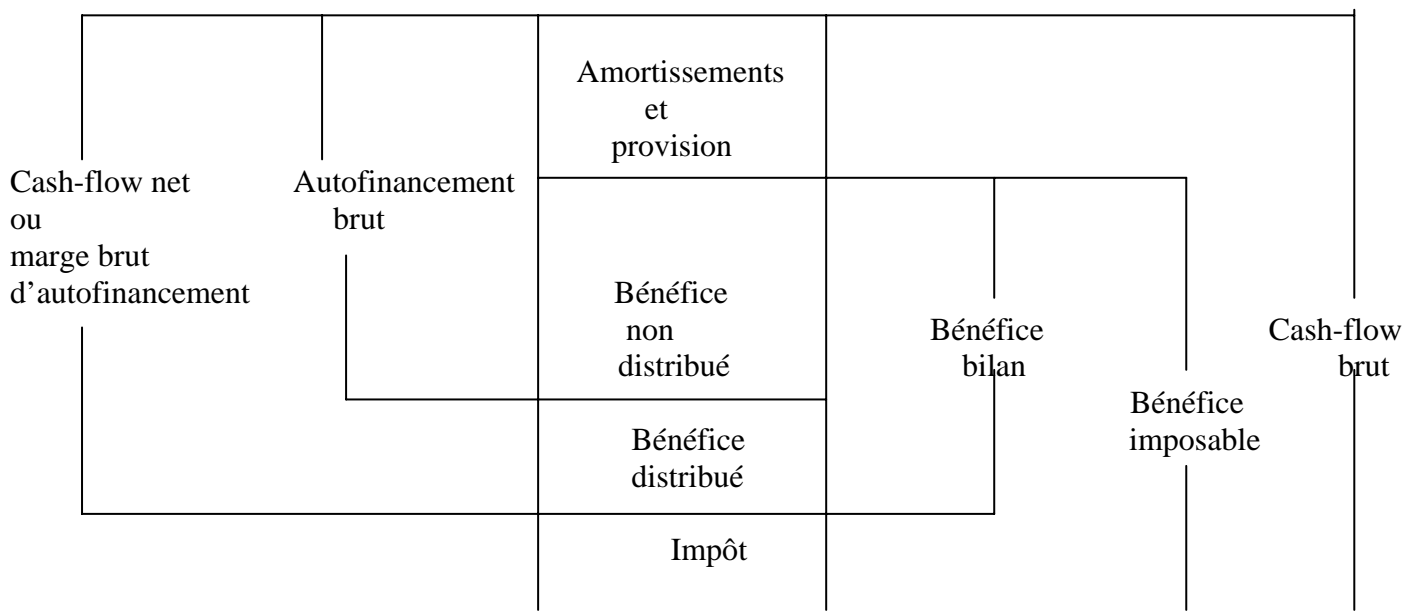 Amortissements
et
provision
Cash-flow net
ou
marge brut
d’autofinancement
Autofinancement
brut
Bénéfice
non
distribué
Bénéfice
bilan
Cash-flow
brut
Bénéfice
imposable
Bénéfice
distribué
Impôt